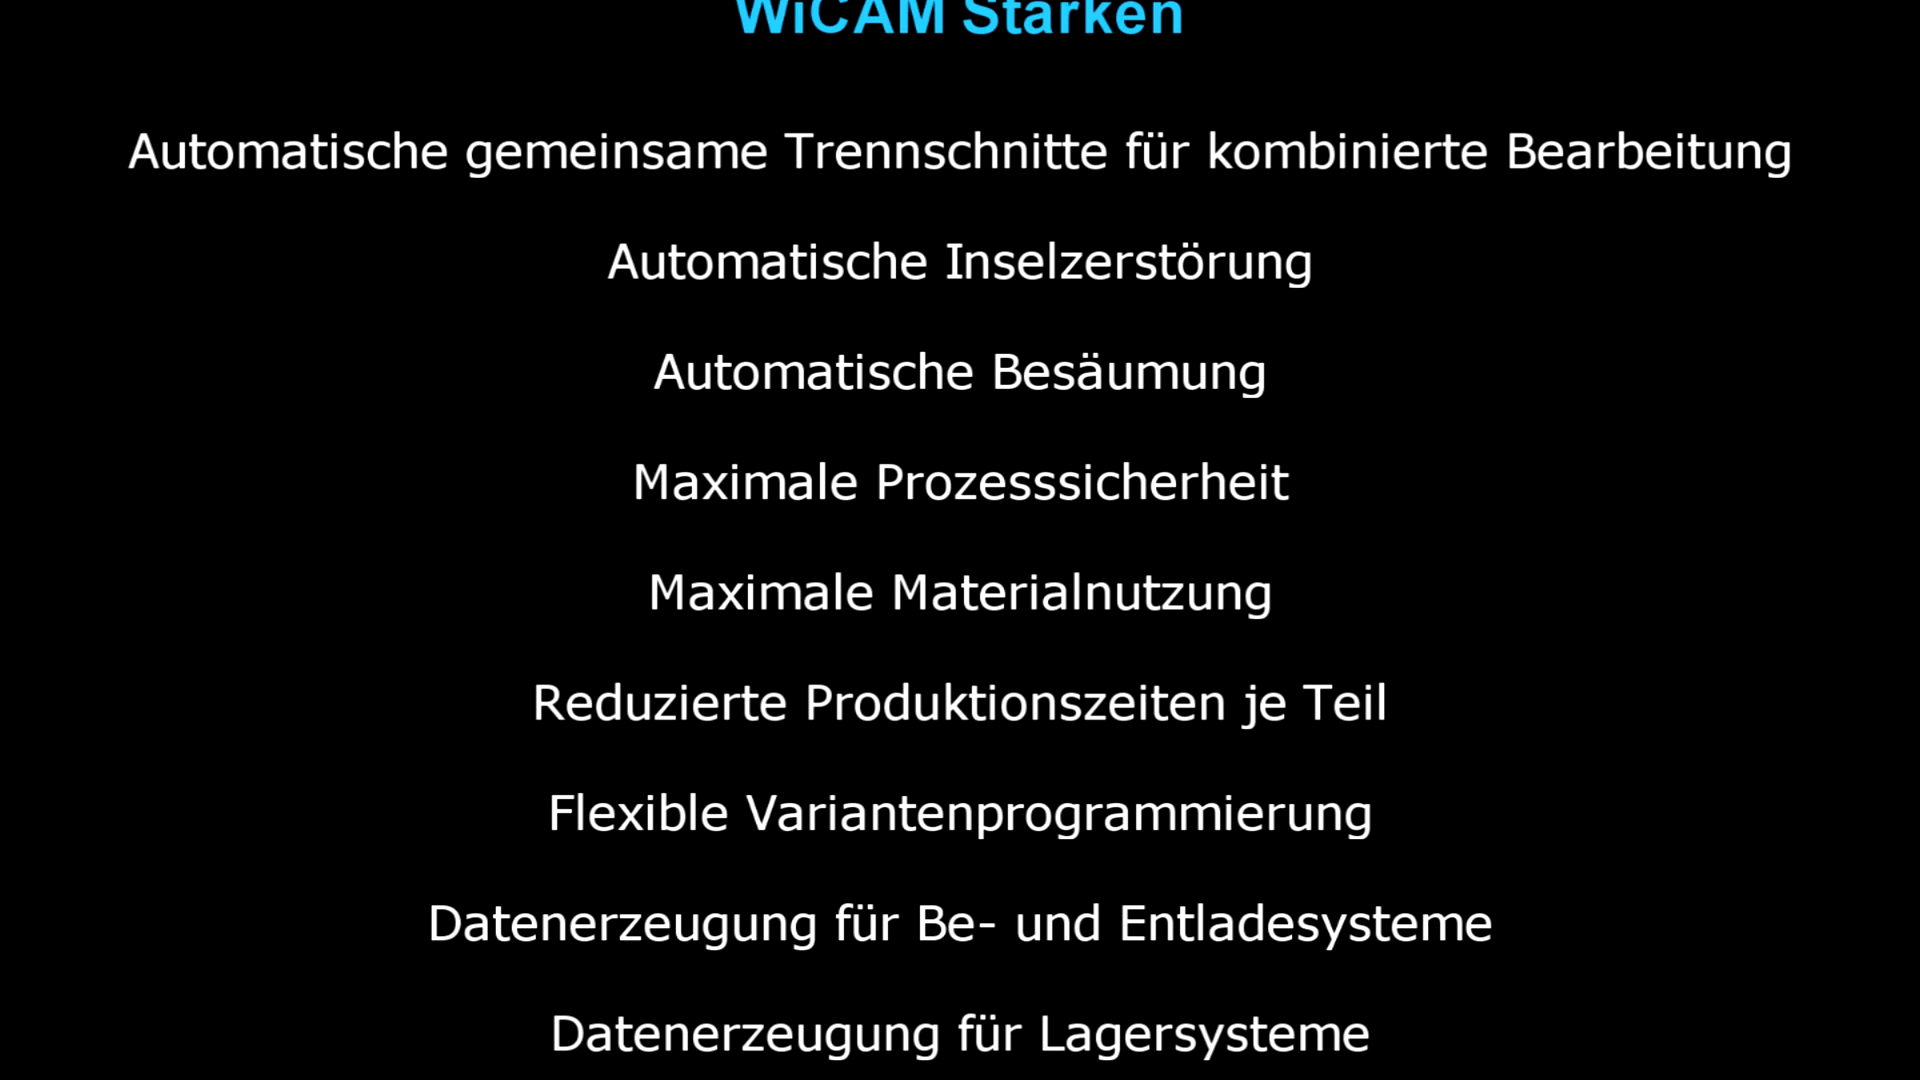 WiCAM Stärken
Automatische gemeinsame Trennschnitte für kombinierte Bearbeitung
Automatische Inselzerstörung
Automatische Besäumung
Maximale Prozesssicherheit
Maximale Materialnutzung
Reduzierte Produktionszeiten je Teil
Flexible Variantenprogrammierung
Datenerzeugung für Be- und Entladesysteme
Datenerzeugung für Lagersysteme